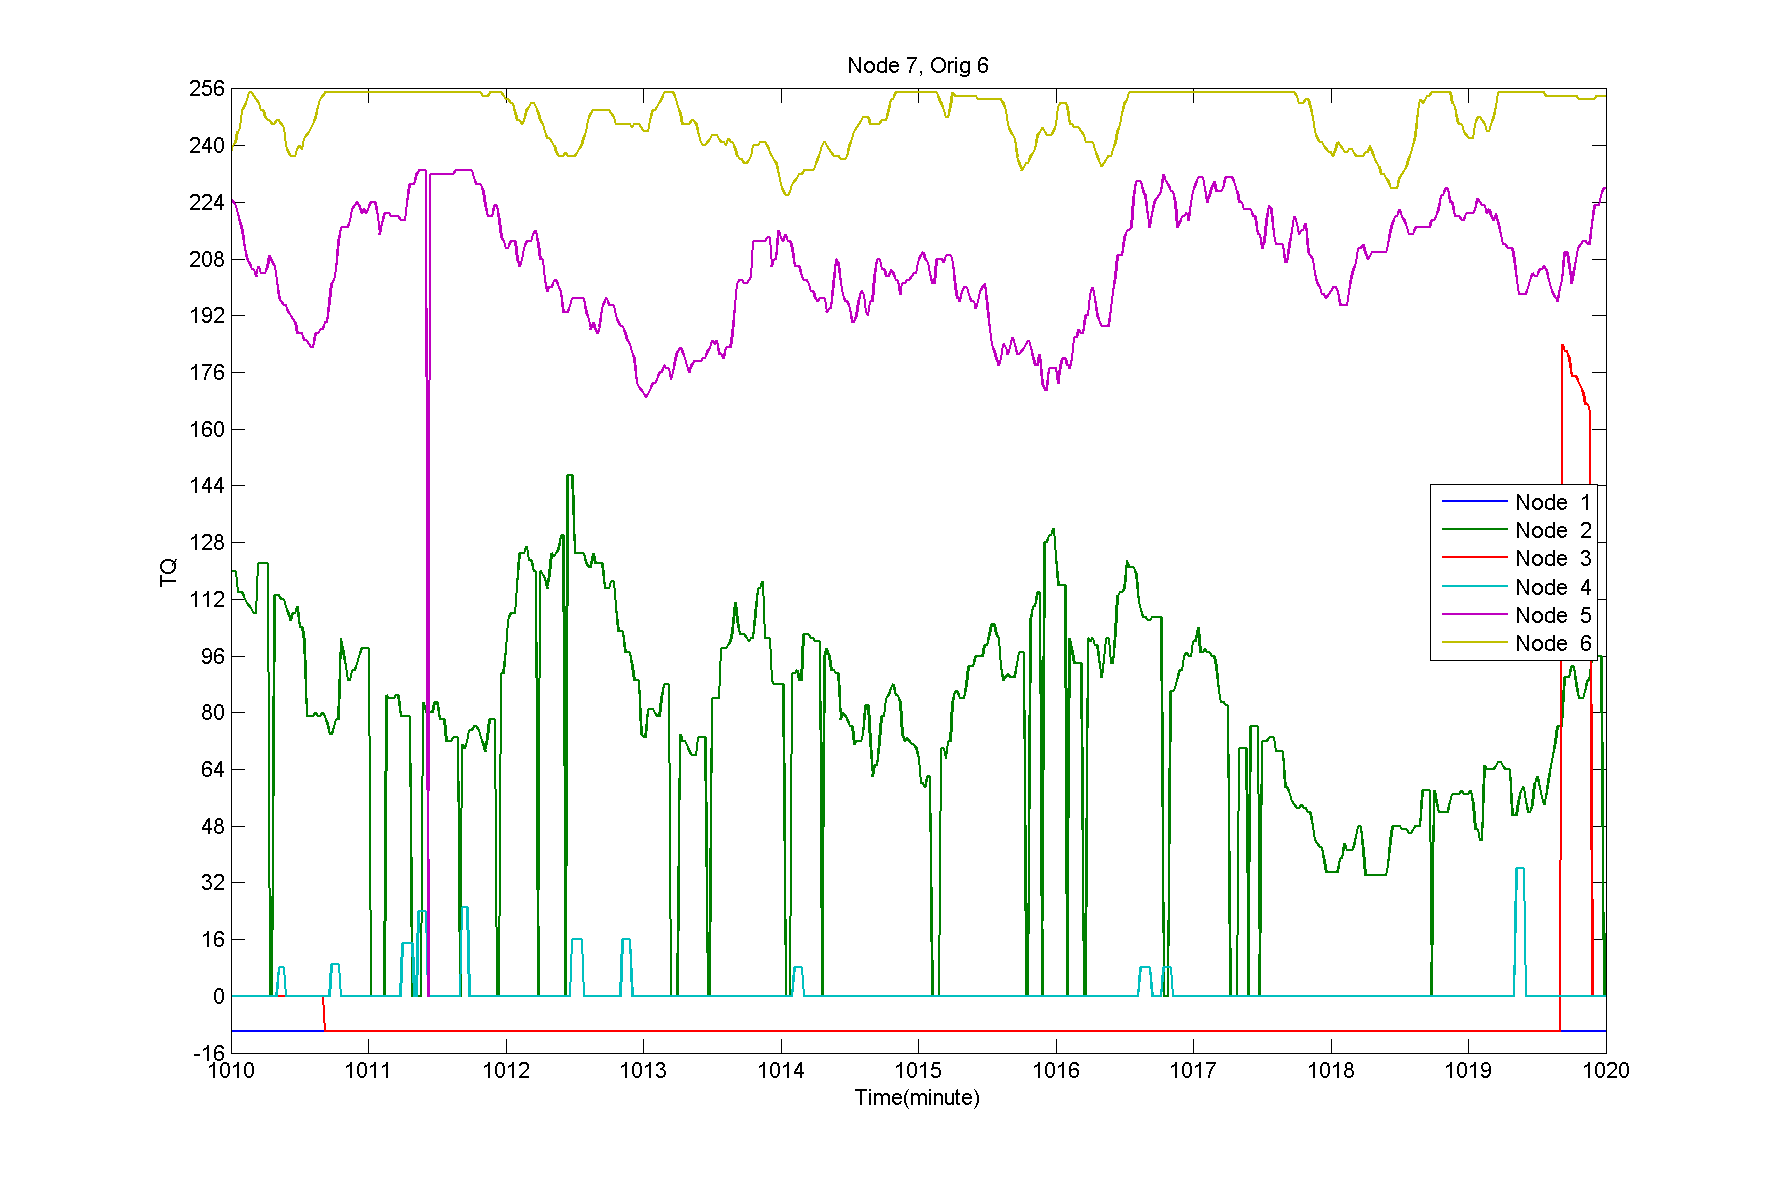 Node 7, Orig 6
256
240
224
208
192
176
160
144
128
112
96
80
64
48
32
16
0
-16
TQ
Node 1
Node 2
Node 3
Node 4
Node 5
Node 6
1010 1011 1012 1013 1014 1015 1016 1017 1018 1019 1020
Time(minute)